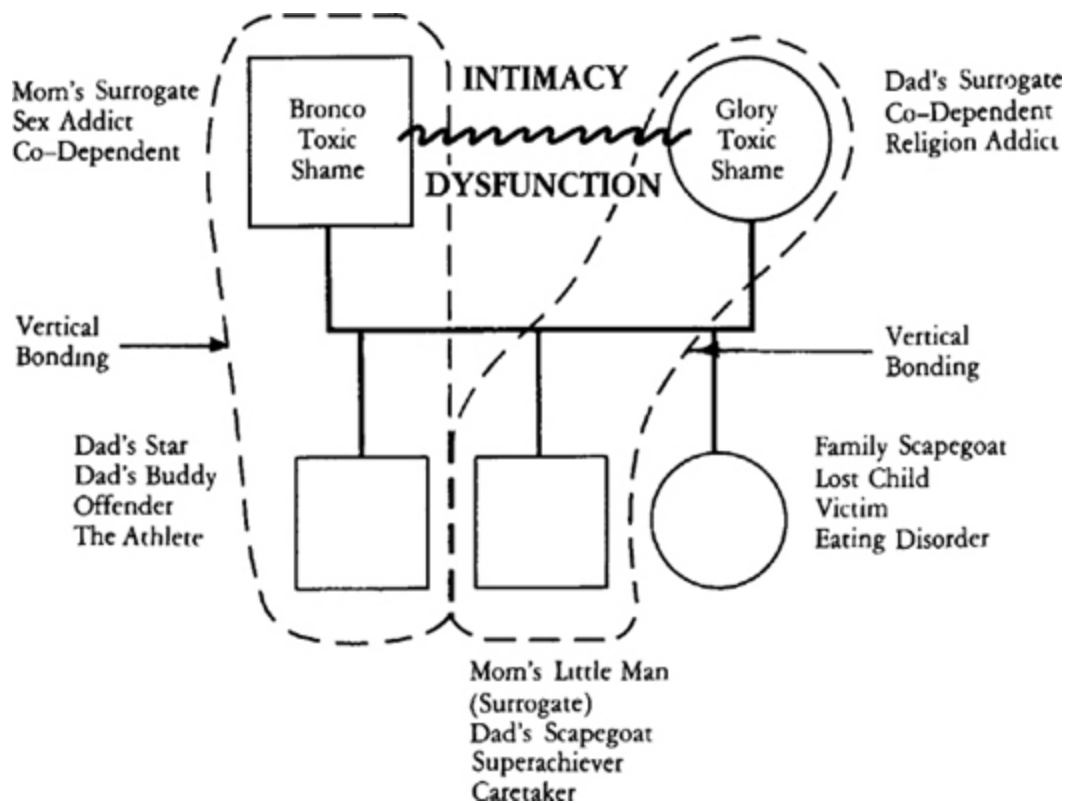 Mom's Surrogate
Sex Addict
Co-Dependent
Bronco
Toxic
Shame
INTIMACY
DYSFUNCTION
Glory
Toxic
Shame
Dad's Surrogate
Co-Dependent
Religion Addict
Vertical
Bonding
Vertical
Bonding
Dad's Star
Dad's Buddy
Offender
The Athlete
Family Scapegoat
Lost Child
Victim
Eating Disorder
Mom's Little Man
(Surrogate)
Dad's Scapegoat
Superachiever
Caretaker